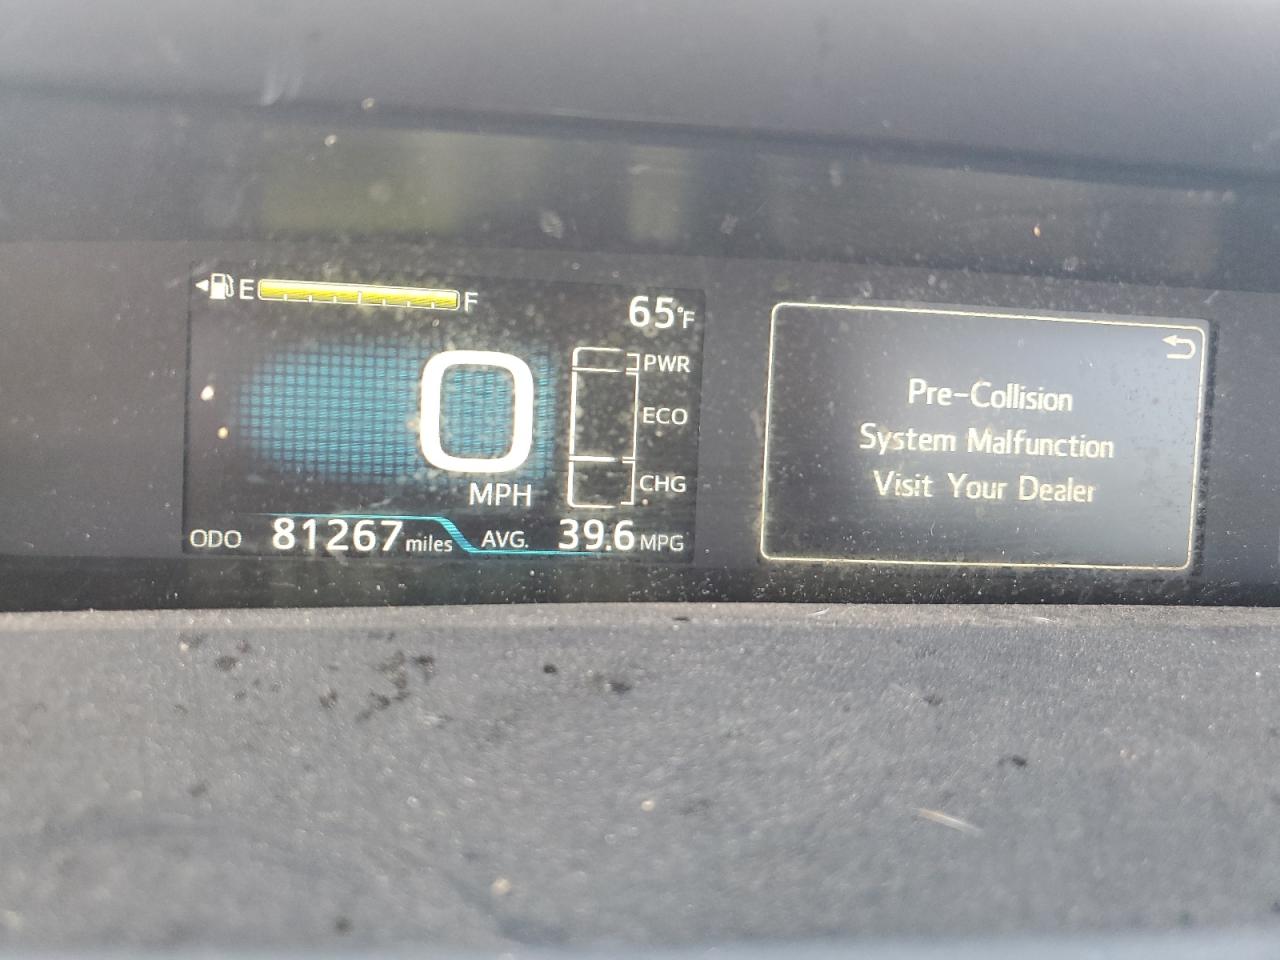 E F
65°F
0
MPH
PWR
ECO
CHG
ODO 81267 miles AVG. 39.6 MPG
Pre-Collision
System Malfunction
Visit Your Dealer